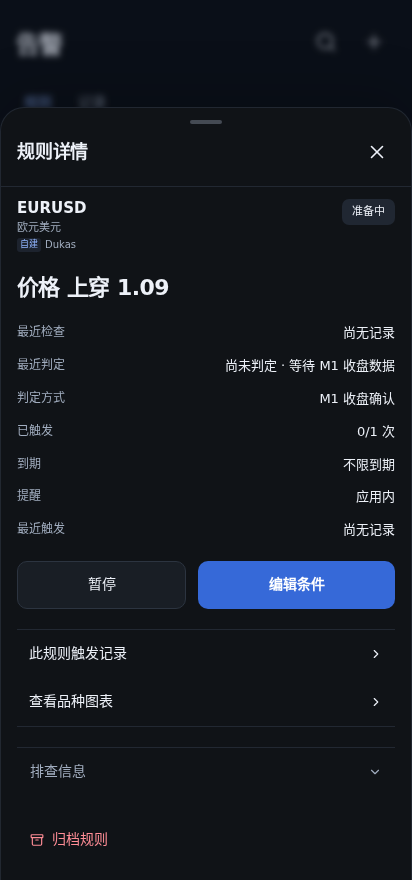 告警
规则详情
EURUSD
准备中
欧元美元
自建 Dukas
价格 上穿 1.09
最近检查 尚无记录
最近判定 尚未判定 · 等待 M1 收盘数据
判定方式 M1 收盘确认
已触发 0/1 次
到期 不限到期
提醒 应用内
最近触发 尚无记录
暂停 编辑条件
此规则触发记录
查看品种图表
排查信息
归档规则